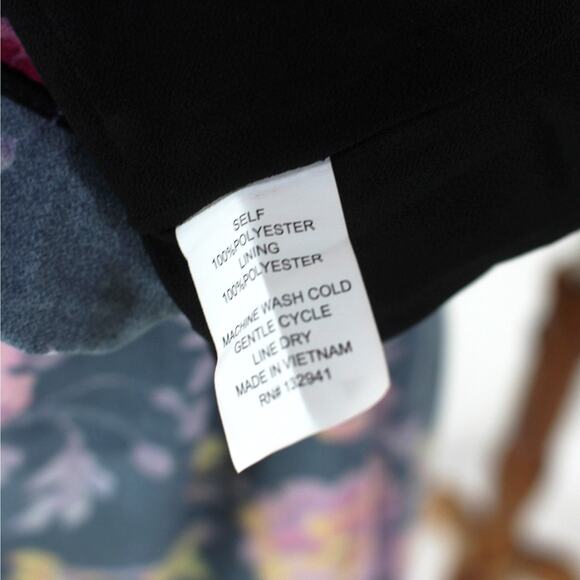 SELF
100%POLYESTER
LINING
100%POLYESTER
MACHINE WASH COLD
GENTLE CYCLE
LINE DRY
MADE IN VIETNAM
RN# 132941